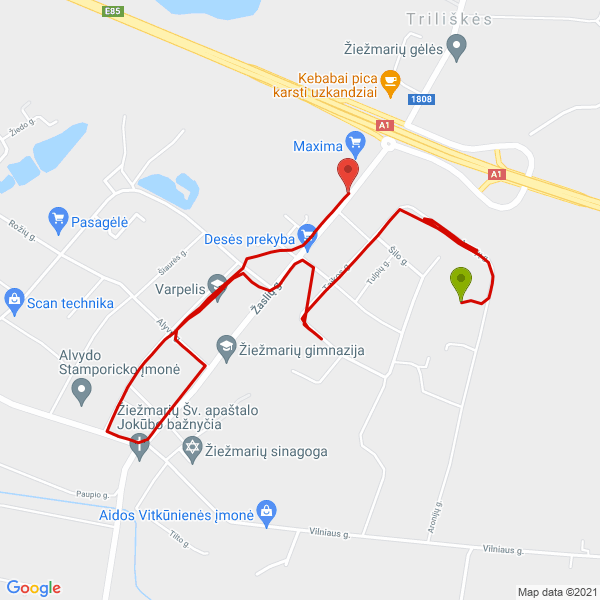 E85
Triliškės
Žiežmarių gėlės
Kebabai pica
karsti uzkandziai
1808
A1
Žiedo g.
Maxima
A1
Rožių g.
Pasagėlė
Desės prekyba
Šilo g.
Šiaurės g.
Taikos g.
Tulpių g.
Varpelis
Scan technika
Žaslių g.
Žiežmarių gimnazija
Alyvdo
Stamporicko įmonė
Žiežmarių Šv. apaštalo
Jokūbo bažnyčia
Žiežmarių sinagoga
Paupio g.
Aidos Vitkūnienės įmonė
Aronijų g.
Tilto g.
Vilniaus g.
Vilniaus g.
Google
Map data ©2021